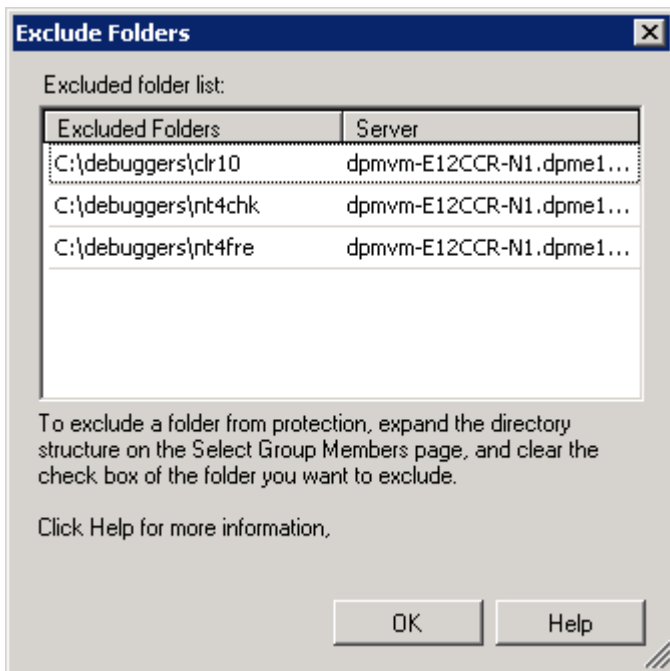 Exclude Folders
Excluded folder list:
Excluded Folders Server
C:\debuggers\clr10 dpmvm-E12CCR-N1.dpme1...
C:\debuggers\nt4chk dpmvm-E12CCR-N1.dpme1...
C:\debuggers\nt4fre dpmvm-E12CCR-N1.dpme1...
To exclude a folder from protection, expand the directory
structure on the Select Group Members page, and clear the
check box of the folder you want to exclude.
Click Help for more information,
OK Help